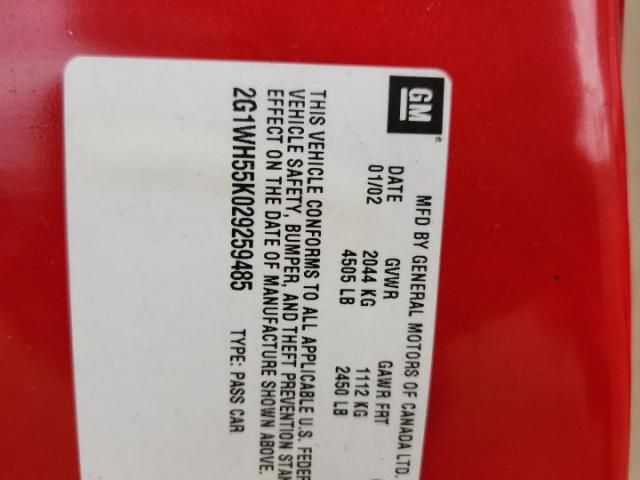 GM
MFD BY GENERAL MOTORS OF CANADA LTD.
DATE GVWR GAWR FRT
01/02 2044 KG 1112 KG
4505 LB 2450 LB
THIS VEHICLE CONFORMS TO ALL APPLICABLE U.S. FEDER
VEHICLE SAFETY, BUMPER, AND THEFT PREVENTION STAN
EFFECT ON THE DATE OF MANUFACTURE SHOWN ABOVE.
2G1WH55K029259485 TYPE: PASS CAR